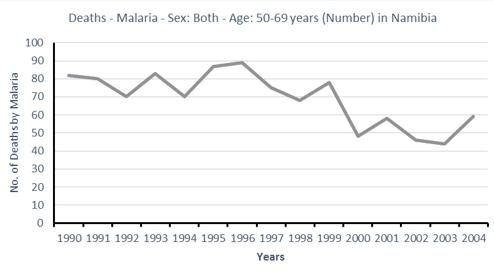 Deaths - Malaria - Sex: Both - Age: 50-69 years (Number) in Namibia
No. of Deaths by Malaria
100
90
80
70
60
50
40
30
20
10
0
1990 1991 1992 1993 1994 1995 1996 1997 1998 1999 2000 2001 2002 2003 2004
Years